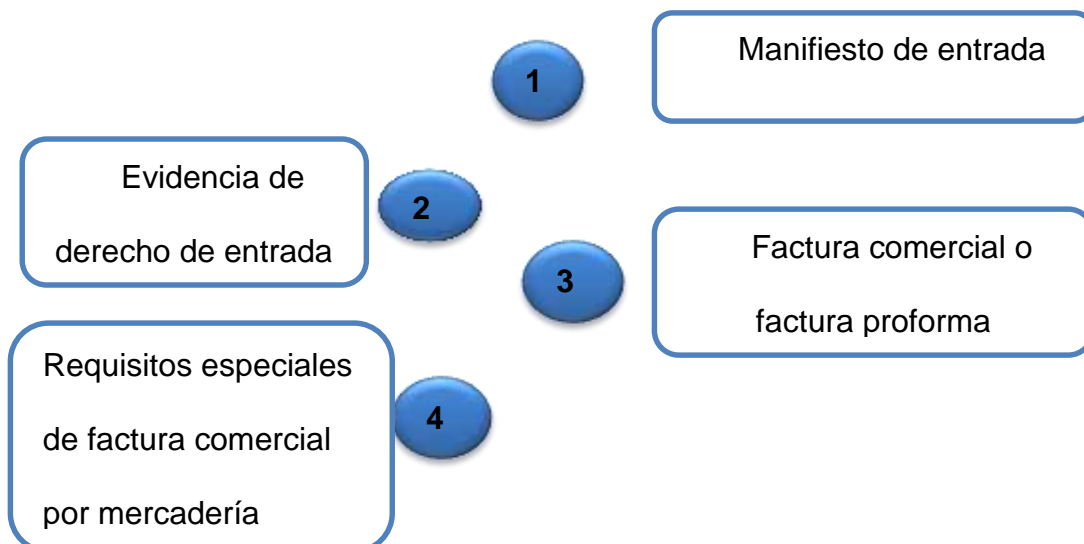 1
Manifiesto de entrada
Evidencia de
derecho de entrada
2
3
Factura comercial o
factura proforma
Requisitos especiales
de factura comercial
por mercadería
4